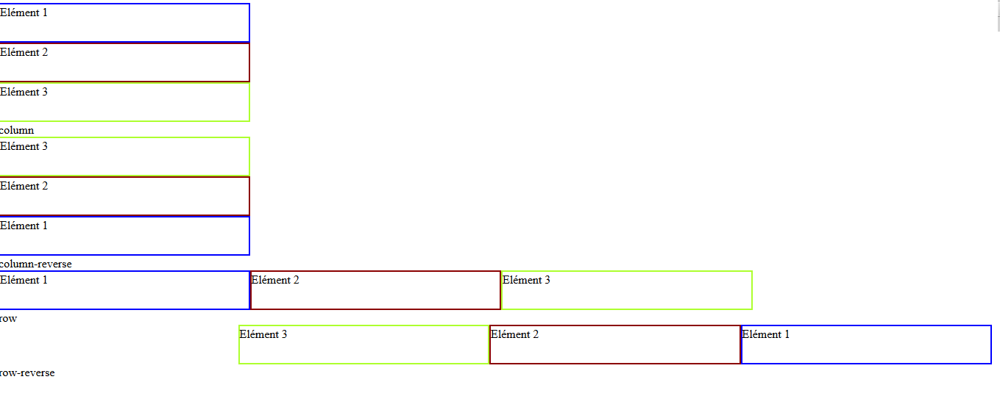 Elément 1
Elément 2
Elément 3
column
Elément 3
Elément 2
Elément 1
column-reverse
Elément 1 Elément 2 Elément 3
row
Elément 3 Elément 2 Elément 1
row-reverse